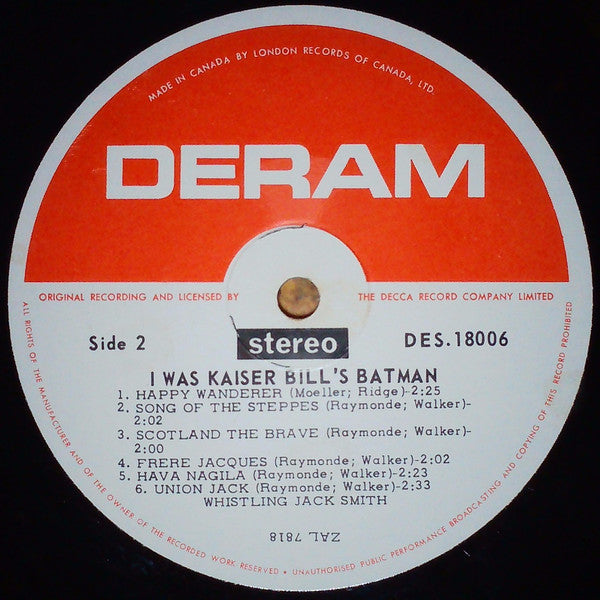 MADE IN CANADA BY LONDON RECORDS OF CANADA, LTD.
DERAM
ORIGINAL RECORDING AND LICENSED BY THE DECCA RECORD COMPANY LIMITED
Side 2
stereo
DES.18006
I WAS KAISER BILL'S BATMAN
1. HAPPY WANDERER (Moeller; Ridge)-2:25
2. SONG OF THE STEPPES (Raymonde; Walker)-
2:02
3. SCOTLAND THE BRAVE (Raymonde; Walker)-
2:00
4. FRERE JACQUES (Raymonde; Walker)-2:02
5. HAVA NAGILA (Raymonde; Walker)-2:23
6. UNION JACK (Raymonde; Walker)-2:33
WHISTLING JACK SMITH
ZAL 7818
ALL RIGHTS OF THE MANUFACTURER AND OF THE OWNER OF THE RECORDED WORK RESERVED • UNAUTHORISED PUBLIC PERFORMANCE BROADCASTING AND COPYING OF THIS RECORD PROHIBITED